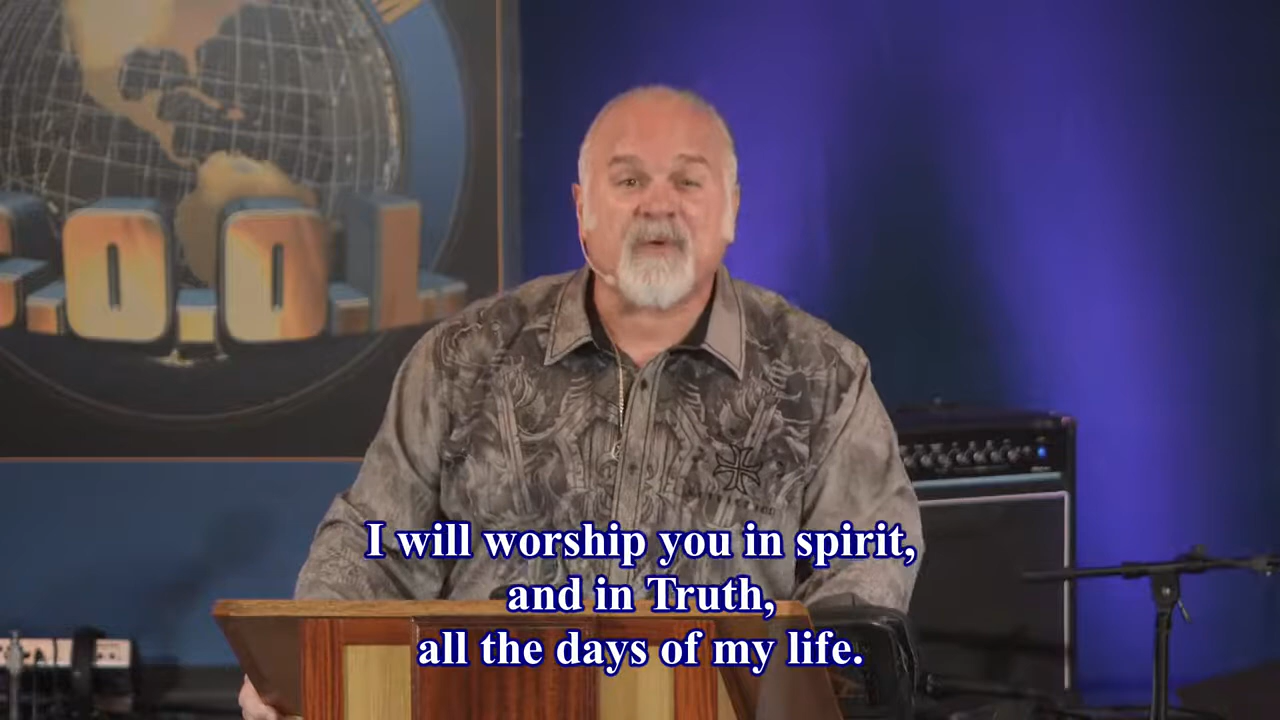 C.O.O.L
I will worship you in spirit,
and in Truth,
all the days of my life.